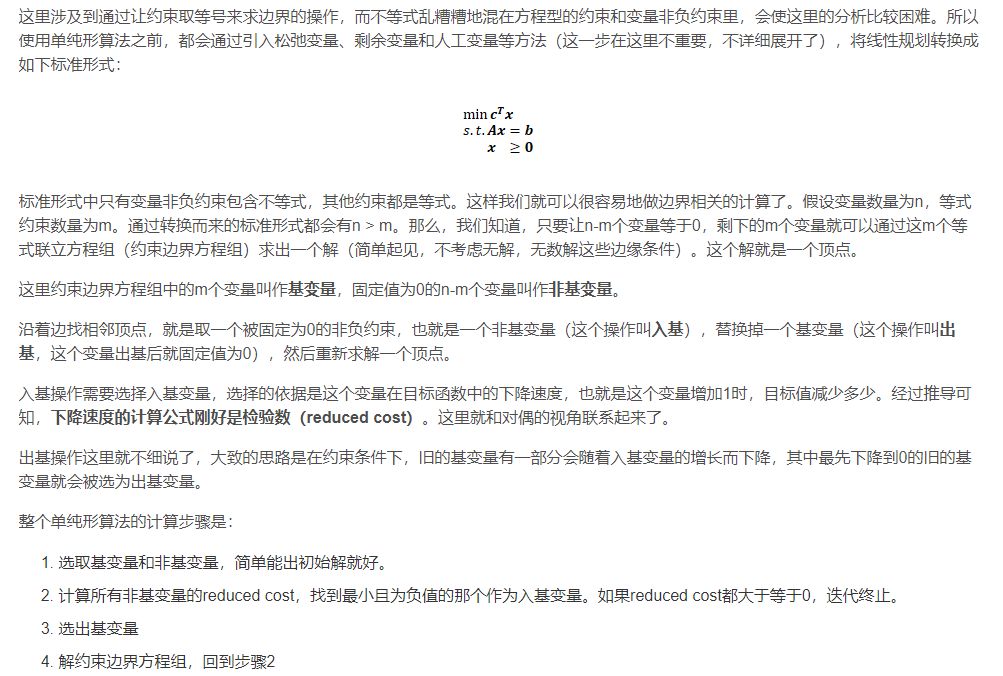 这里涉及到通过让约束取等号来求边界的操作，而不等式乱糟糟地混在方程型的约束和变量非负约束里，会使这里的分析比较困难。所以
使用单纯形算法之前，都会通过引入松弛变量、剩余变量和人工变量等方法（这一步在这里不重要，不详细展开了），将线性规划转换成
如下标准形式：
min cᵀx
s.t. Ax = b
x ≥ 0
标准形式中只有变量非负约束包含不等式，其他约束都是等式。这样我们就可以很容易地做边界相关的计算了。假设变量数量为n，等式
约束数量为m。通过转换而来的标准形式都会有n > m。那么，我们知道，只要让n-m个变量等于0，剩下的m个变量就可以通过这m个等
式联立方程组（约束边界方程组）求出一个解（简单起见，不考虑无解，无数解这些边缘条件）。这个解就是一个顶点。
这里约束边界方程组中的m个变量叫作基变量，固定值为0的n-m个变量叫作非基变量。
沿着边找相邻顶点，就是取一个被固定为0的非负约束，也就是一个非基变量（这个操作叫入基），替换掉一个基变量（这个操作叫出
基，这个变量出基后就固定值为0），然后重新求解一个顶点。
入基操作需要选择入基变量，选择的依据是这个变量在目标函数中的下降速度，也就是这个变量增加1时，目标值减少多少。经过推导可
知，下降速度的计算公式刚好是检验数（reduced cost）。这里就和对偶的视角联系起来了。
出基操作这里就不细说了，大致的思路是在约束条件下，旧的基变量有一部分会随着入基变量的增长而下降，其中最先下降到0的旧的基
变量就会被选为出基变量。
整个单纯形算法的计算步骤是：
1. 选取基变量和非基变量，简单能出初始解就好。
2. 计算所有非基变量的reduced cost，找到最小且为负值的那个作为入基变量。如果reduced cost都大于等于0，迭代终止。
3. 选出基变量
4. 解约束边界方程组，回到步骤2